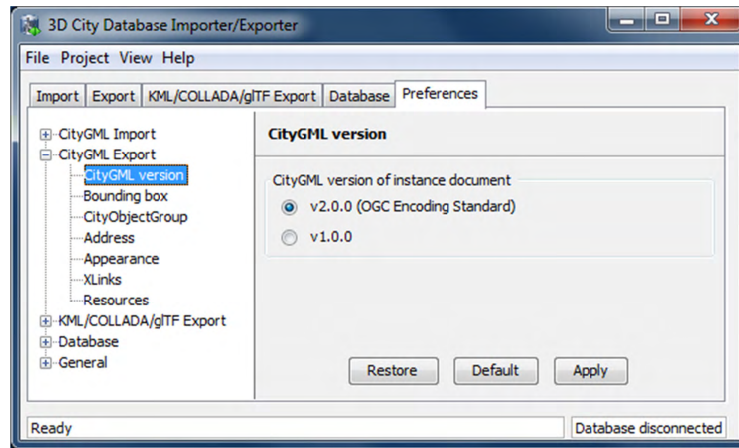 3D City Database Importer/Exporter
File Project View Help
Import Export KML/COLLADA/glTF Export Database Preferences
CityGML Import
CityGML Export
CityGML version
Bounding box
CityObjectGroup
Address
Appearance
XLinks
Resources
KML/COLLADA/glTF Export
Database
General
CityGML version
CityGML version of instance document
v2.0.0 (OGC Encoding Standard)
v1.0.0
Restore Default Apply
Ready Database disconnected